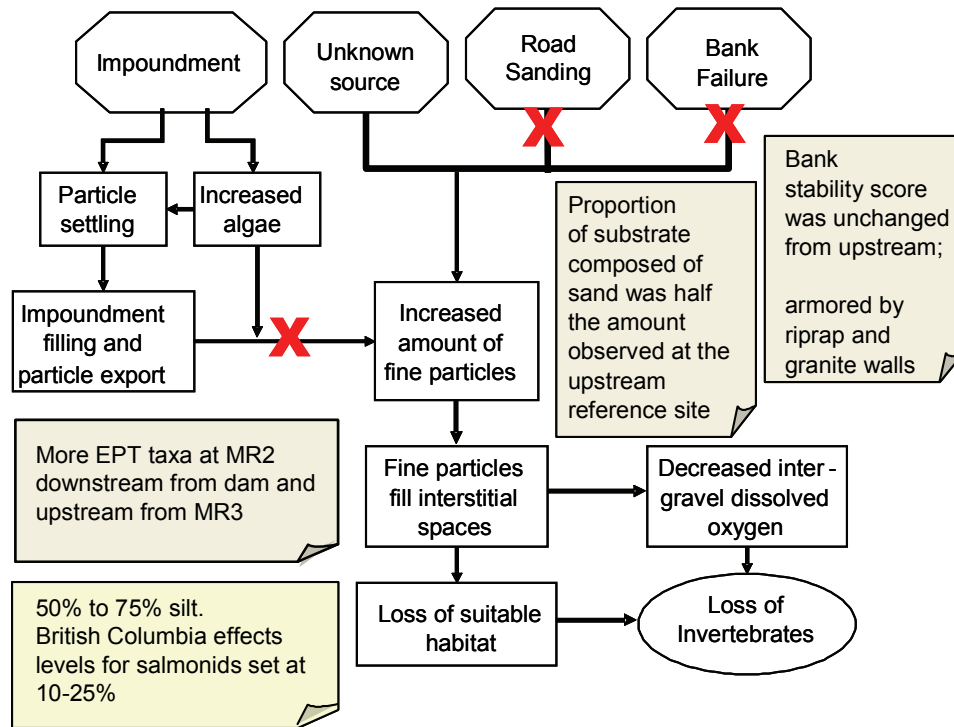 Impoundment
Unknown
source
Road
Sanding
Bank
Failure
X
X
Particle
settling
Increased
algae
Proportion
of substrate
composed of
sand was half
the amount
observed at the
upstream
reference site
Bank
stability score
was unchanged
from upstream;
armored by
riprap and
granite walls
Impoundment
filling and
particle export
X
Increased
amount of
fine particles
More EPT taxa at MR2
downstream from dam and
upstream from MR3
Fine particles
fill interstitial
spaces
Decreased inter -
gravel dissolved
oxygen
50% to 75% silt.
British Columbia effects
levels for salmonids set at
10-25%
Loss of suitable
habitat
Loss of
Invertebrates